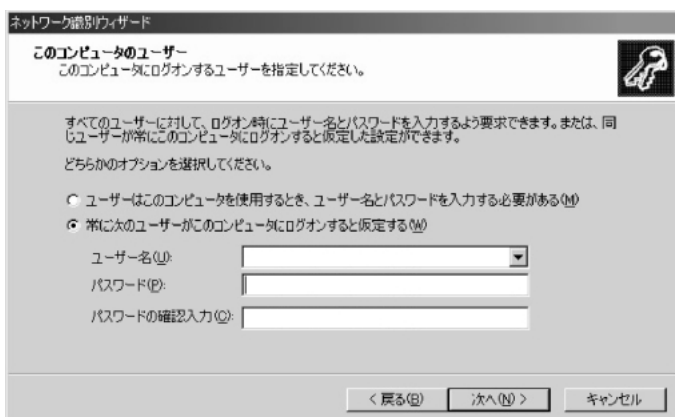 ネットワーク識別ウィザード
このコンピュータのユーザー
このコンピュータにログオンするユーザーを指定してください。
すべてのユーザーに対して、ログオン時にユーザー名とパスワードを入力するよう要求できます。または、同
じユーザーが常にこのコンピュータにログオンすると仮定した設定ができます。
どちらかのオプションを選択してください。
ユーザーはこのコンピュータを使用するとき、ユーザー名とパスワードを入力する必要がある(M)
常に次のユーザーがこのコンピュータにログオンすると仮定する(W)
ユーザー名(U):
パスワード(P):
パスワードの確認入力(C):
< 戻る(B)
次へ(N) >
キャンセル